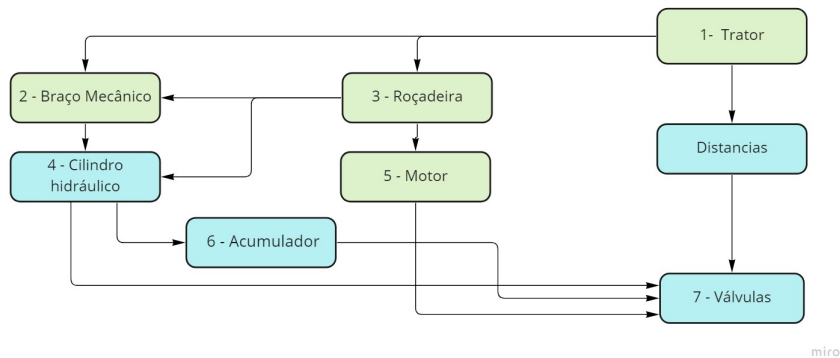 1- Trator
2 - Braço Mecânico
3 - Roçadeira
Distancias
4 - Cilindro
hidráulico
5 - Motor
6 - Acumulador
7 - Válvulas
miro